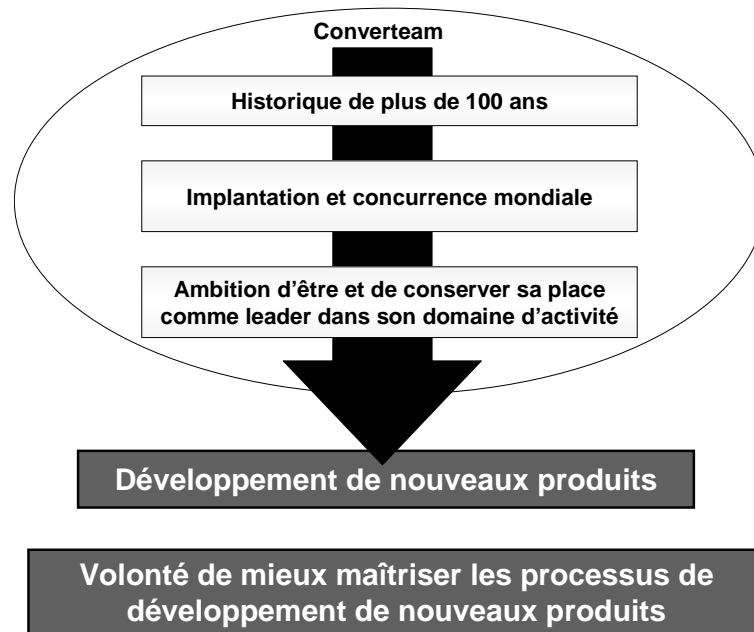 Converteam
Historique de plus de 100 ans
Implantation et concurrence mondiale
Ambition d’être et de conserver sa place
comme leader dans son domaine d’activité
Développement de nouveaux produits
Volonté de mieux maîtriser les processus de
développement de nouveaux produits